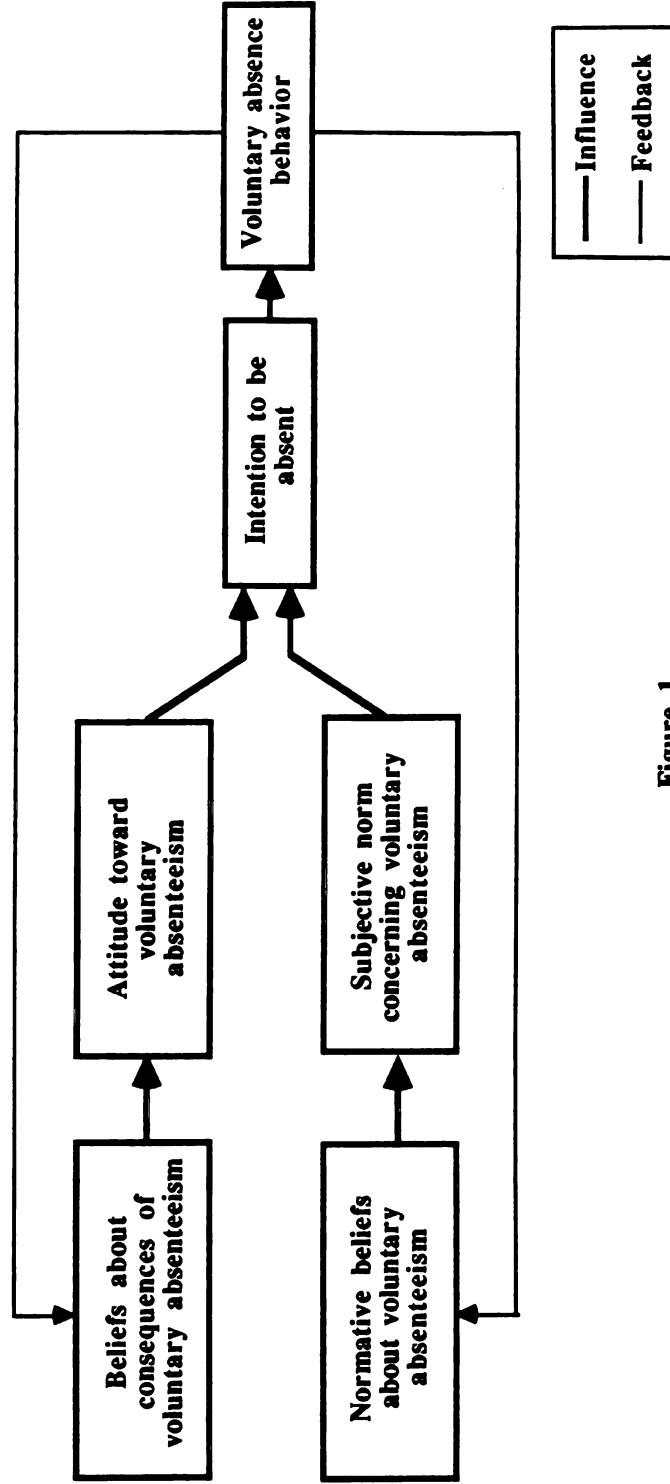 Beliefs about
consequences of
voluntary absenteeism
Attitude toward
voluntary
absenteeism
Normative beliefs
about voluntary
absenteeism
Subjective norm
concerning voluntary
absenteeism
Intention to be
absent
Voluntary absence
behavior
Influence
Feedback
Figure 1